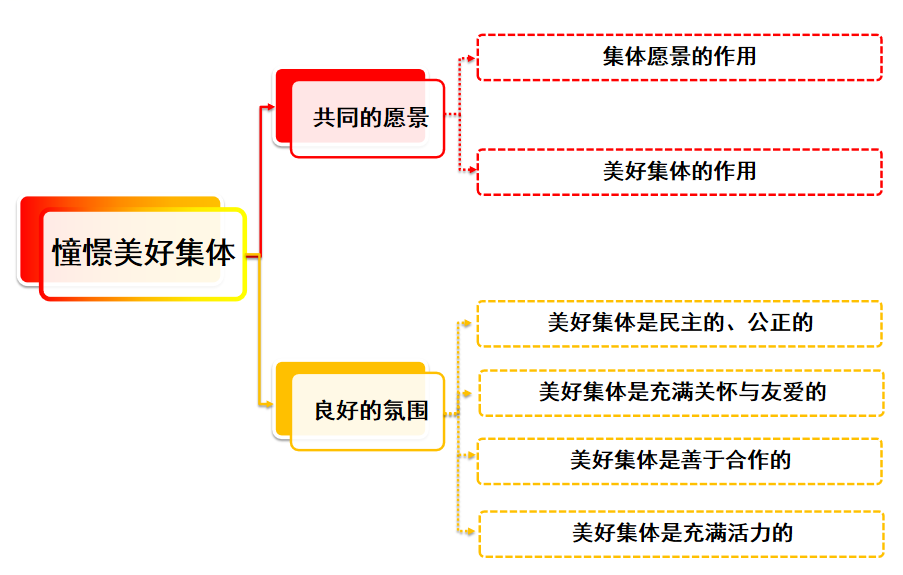 憧憬美好集体
共同的愿景
集体愿景的作用
美好集体的作用
良好的氛围
美好集体是民主的、公正的
美好集体是充满关怀与友爱的
美好集体是善于合作的
美好集体是充满活力的